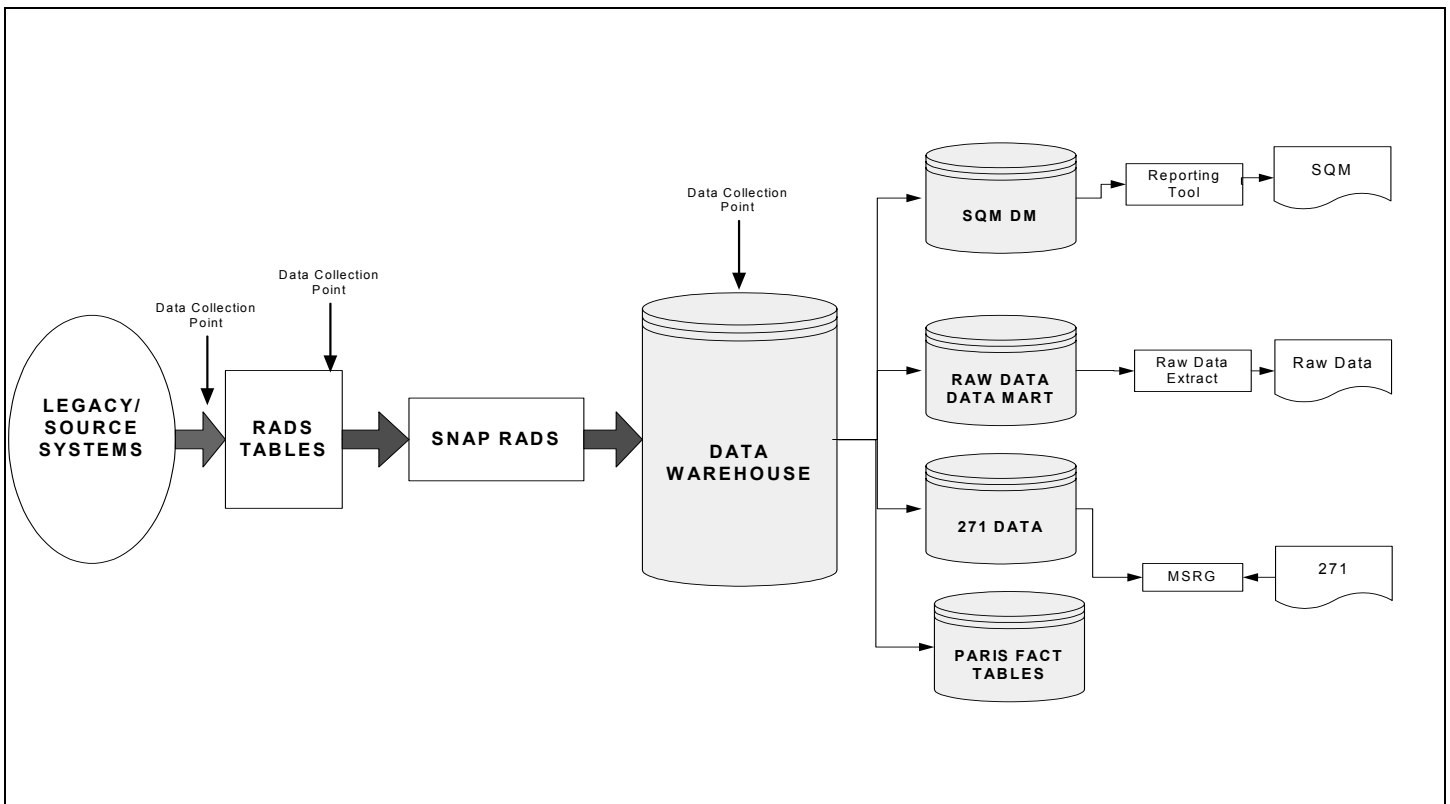 Data Collection
Point
Data Collection
Point
Data Collection
Point
LEGACY/
SOURCE
SYSTEMS
RADS
TABLES
SNAP RADS
DATA
WAREHOUSE
SQM DM
Reporting
Tool
SQM
RAW DATA
DATA MART
Raw Data
Extract
Raw Data
271 DATA
MSRG
271
PARIS FACT
TABLES